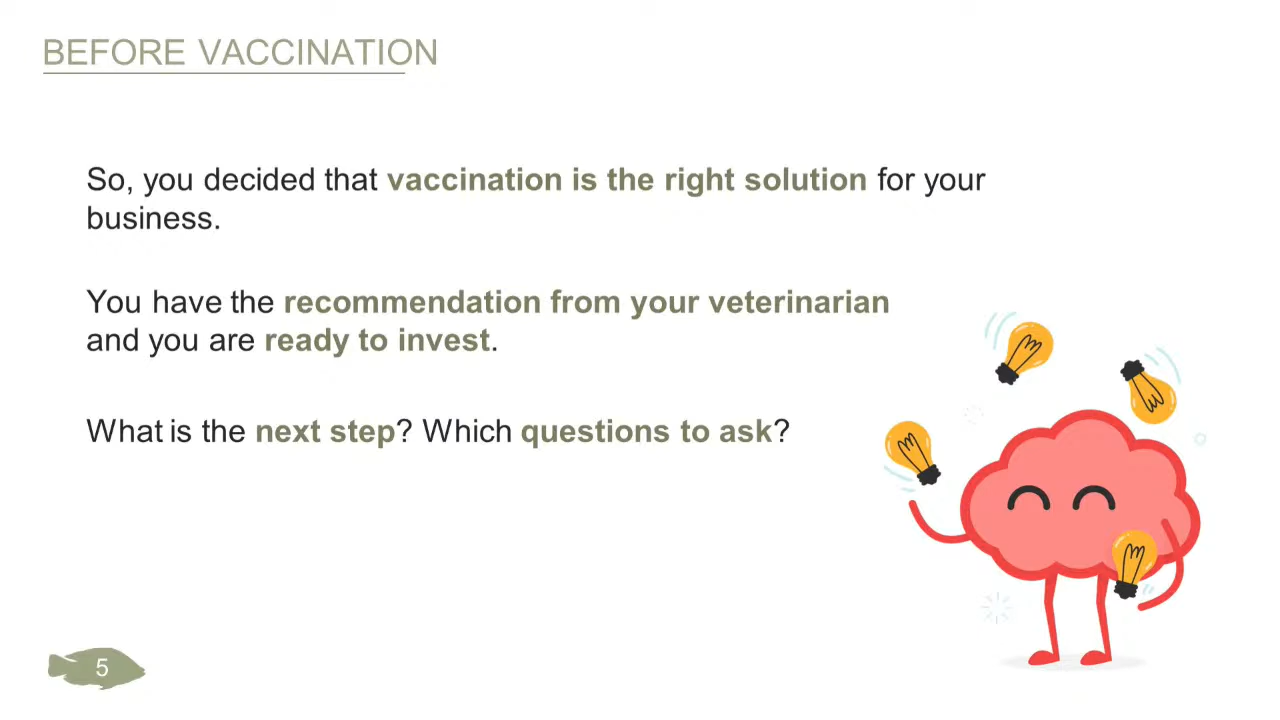 BEFORE VACCINATION
So, you decided that vaccination is the right solution for your
business.
You have the recommendation from your veterinarian
and you are ready to invest.
What is the next step? Which questions to ask?
5